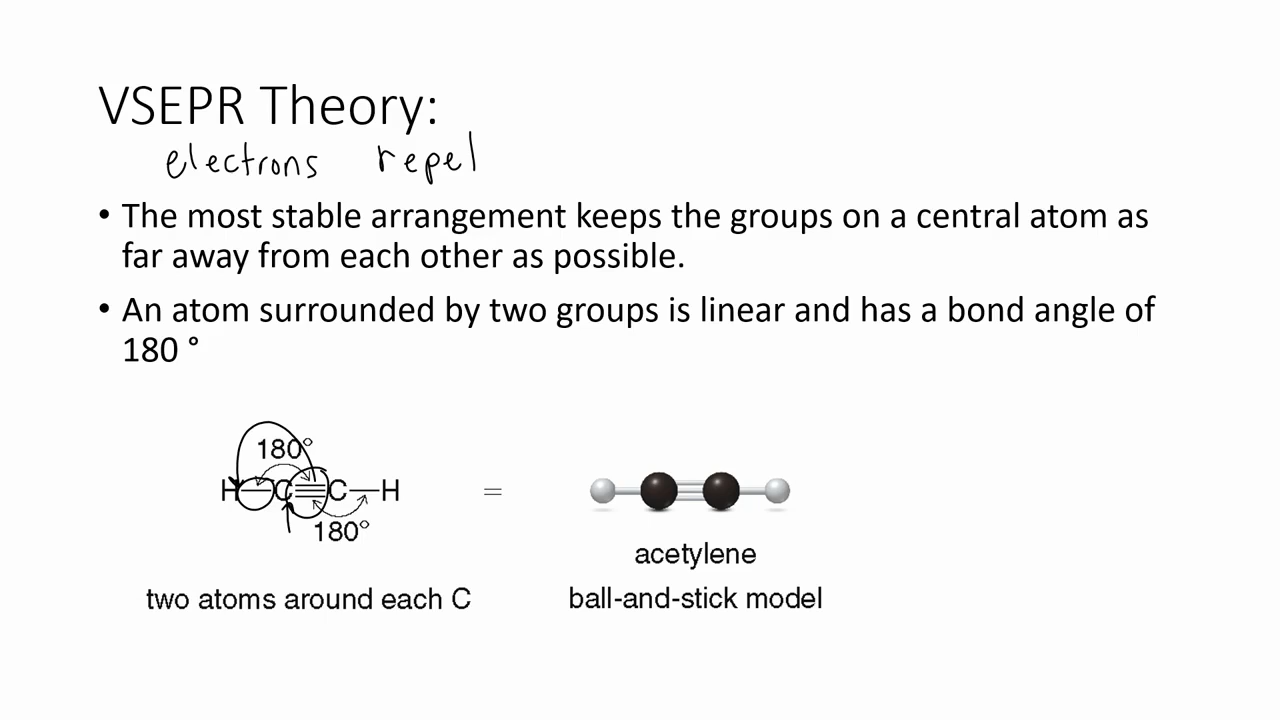 VSEPR Theory:
electrons repel
• The most stable arrangement keeps the groups on a central atom as
far away from each other as possible.
• An atom surrounded by two groups is linear and has a bond angle of
180 °
180°
H—C≡C—H
=
180°
acetylene
two atoms around each C
ball-and-stick model